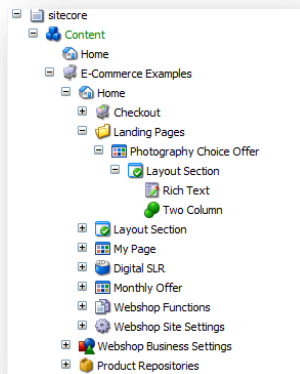 sitecore
Content
Home
E-Commerce Examples
Home
Checkout
Landing Pages
Photography Choice Offer
Layout Section
Rich Text
Two Column
Layout Section
My Page
Digital SLR
Monthly Offer
Webshop Functions
Webshop Site Settings
Webshop Business Settings
Product Repositories